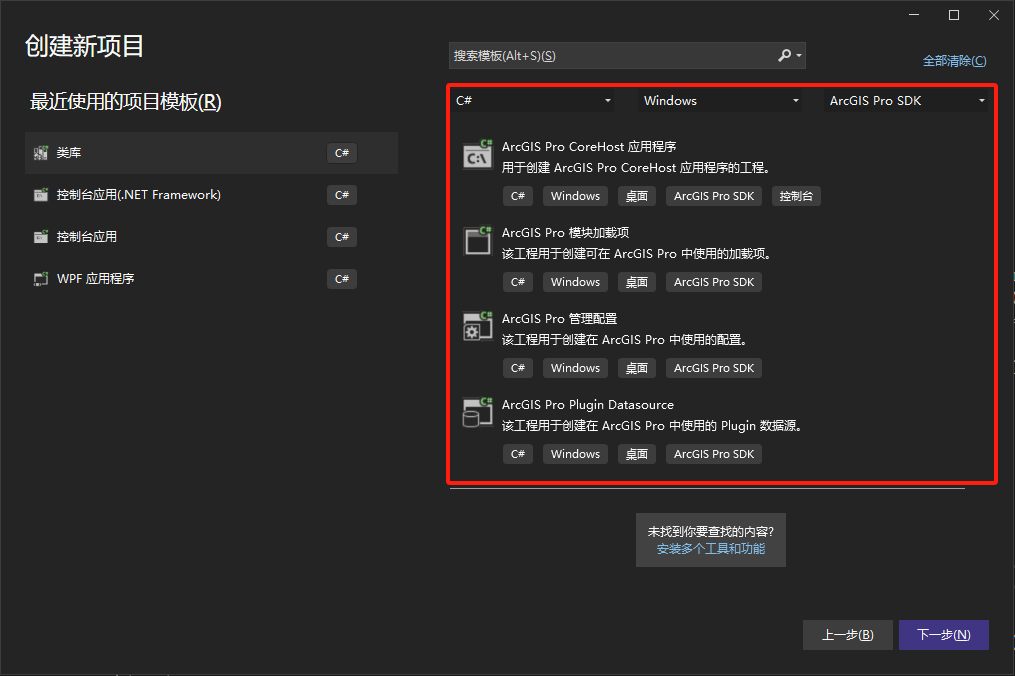 创建新项目
搜索模板(Alt+S)(S)
全部清除(C)
最近使用的项目模板(R)
类库 C#
控制台应用(.NET Framework) C#
控制台应用 C#
WPF 应用程序 C#
C# Windows ArcGIS Pro SDK
ArcGIS Pro CoreHost 应用程序
用于创建 ArcGIS Pro CoreHost 应用程序的工程。
C# Windows 桌面 ArcGIS Pro SDK 控制台
ArcGIS Pro 模块加载项
该工程用于创建可在 ArcGIS Pro 中使用的加载项。
C# Windows 桌面 ArcGIS Pro SDK
ArcGIS Pro 管理配置
该工程用于创建在 ArcGIS Pro 中使用的配置。
C# Windows 桌面 ArcGIS Pro SDK
ArcGIS Pro Plugin Datasource
该工程用于创建在 ArcGIS Pro 中使用的 Plugin 数据源。
C# Windows 桌面 ArcGIS Pro SDK
未找到你要查找的内容?
安装多个工具和功能
上一步(B)
下一步(N)